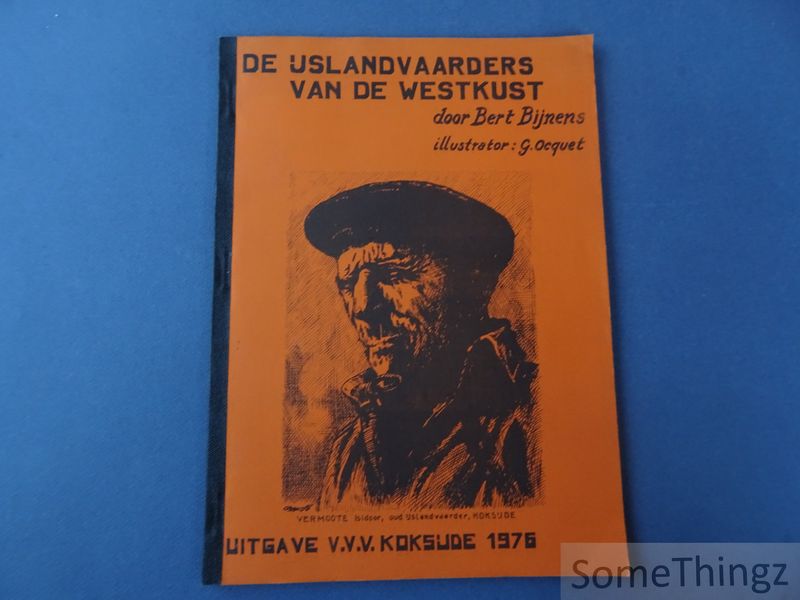 DE IJSLANDVAARDERS
VAN DE WESTKUST
door Bert Bijnens
illustrator: G. Ocquet
VERMOOTE Isidoor, oud IJslandvaarder, KOKSIJDE
UITGAVE V.V.V. KOKSIJDE 1976
SomeThingz